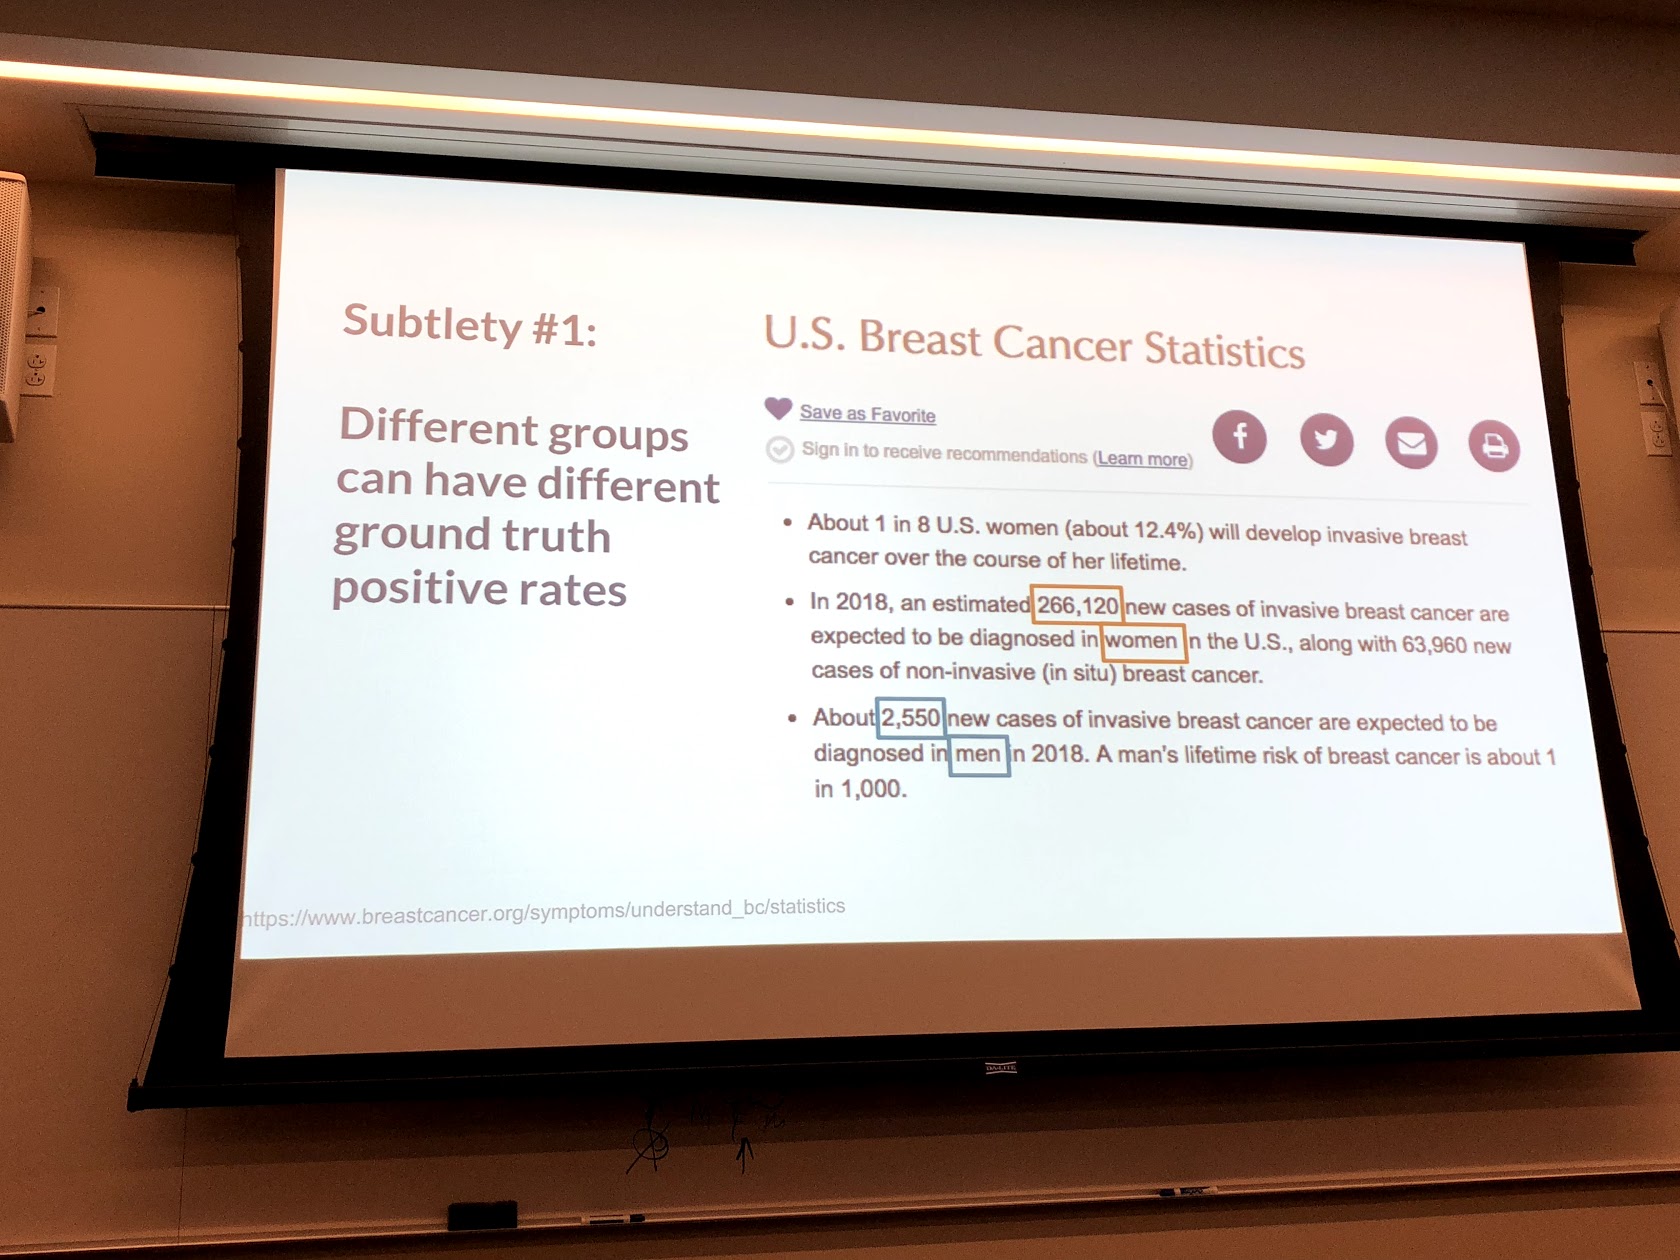 Subtlety #1:
Different groups
can have different
ground truth
positive rates
U.S. Breast Cancer Statistics
Save as Favorite
Sign in to receive recommendations (Learn more)
• About 1 in 8 U.S. women (about 12.4%) will develop invasive breast
cancer over the course of her lifetime.
• In 2018, an estimated 266,120 new cases of invasive breast cancer are
expected to be diagnosed in women n the U.S., along with 63,960 new
cases of non-invasive (in situ) breast cancer.
• About 2,550 new cases of invasive breast cancer are expected to be
diagnosed in men in 2018. A man's lifetime risk of breast cancer is about 1
in 1,000.
https://www.breastcancer.org/symptoms/understand_bc/statistics
DA-LITE